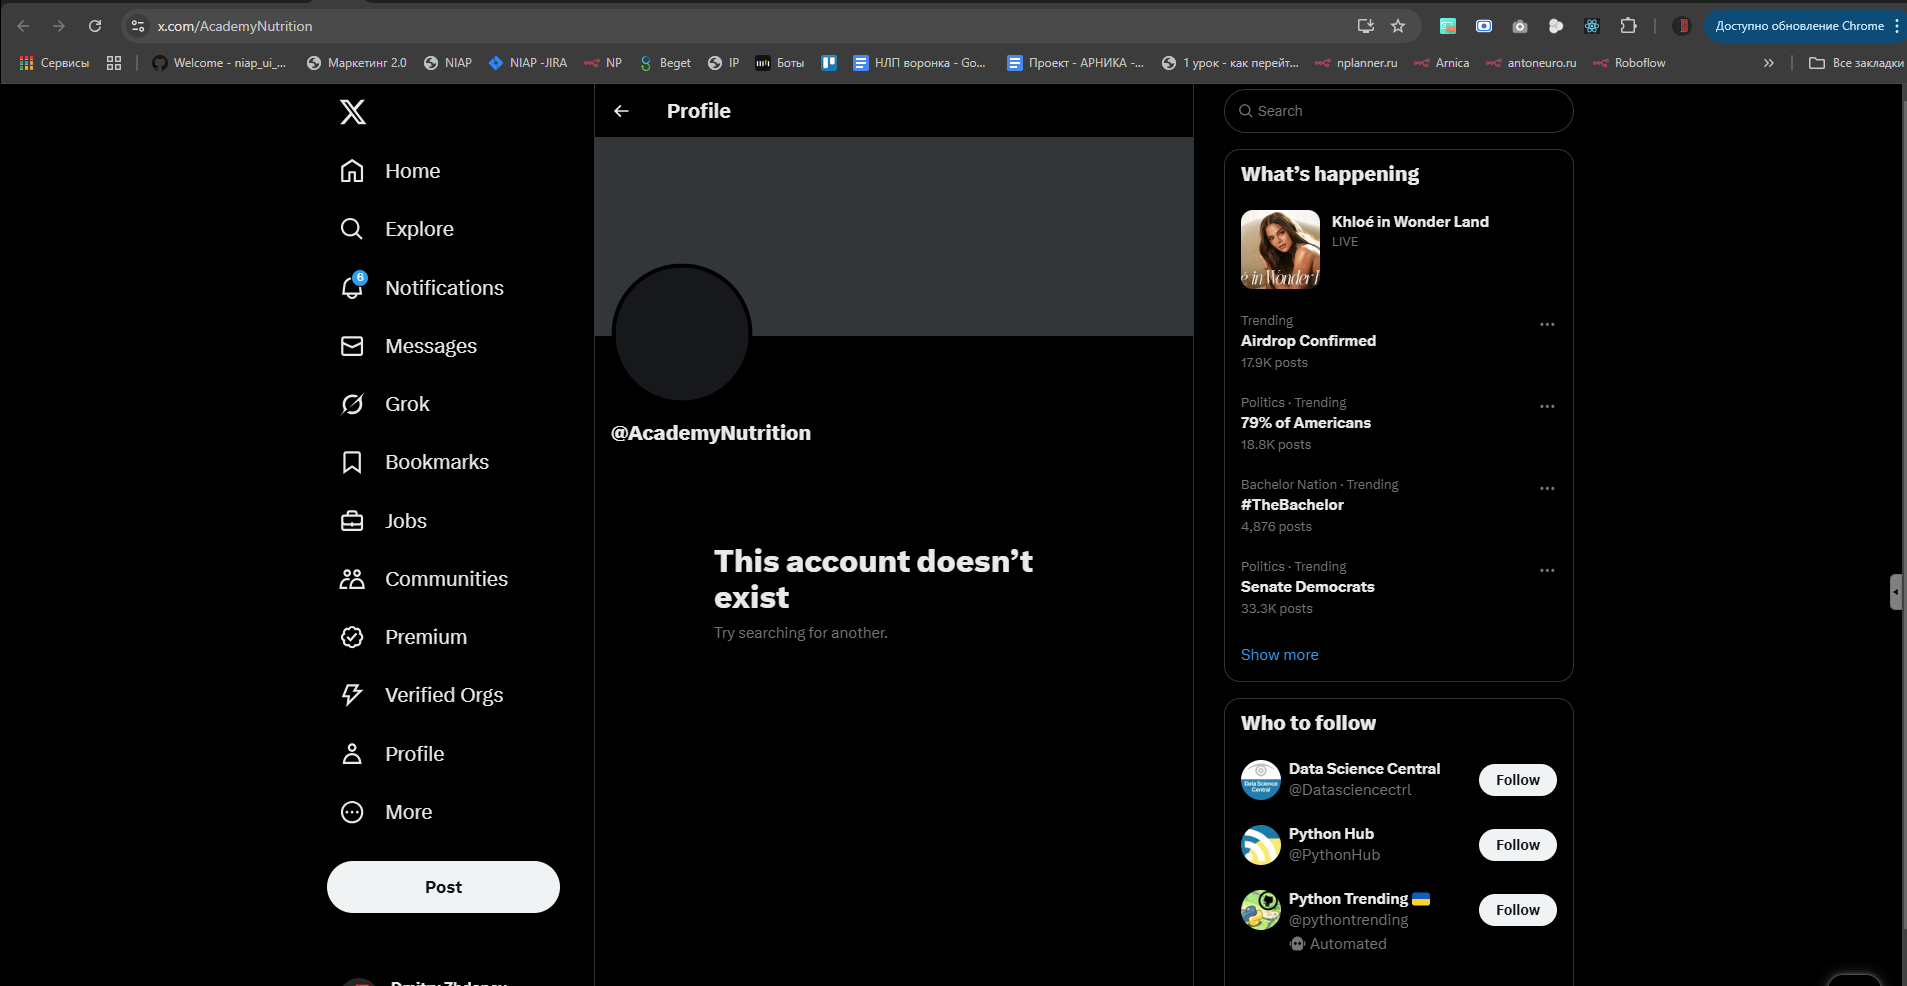 x.com/AcademyNutrition
Доступно обновление Chrome
Сервисы
Welcome - niap_ui_...
Маркетинг 2.0
NIAP
NIAP -JIRA
NP
Beget
IP
Боты
НЛП воронка - Go...
Проект - АРНИКА -...
1 урок - как перейт...
nplanner.ru
Arnica
antoneuro.ru
Roboflow
Все закладки
Home
Explore
6
Notifications
Messages
Grok
Bookmarks
Jobs
Communities
Premium
Verified Orgs
Profile
More
Post
Profile
@AcademyNutrition
This account doesn’t
exist
Try searching for another.
Search
What’s happening
Khloé in Wonder Land
LIVE
Trending
Airdrop Confirmed
17.9K posts
Politics · Trending
79% of Americans
18.8K posts
Bachelor Nation · Trending
#TheBachelor
4,876 posts
Politics · Trending
Senate Democrats
33.3K posts
Show more
Who to follow
Data Science Central
@Datasciencectrl
Follow
Python Hub
@PythonHub
Follow
Python Trending
@pythontrending
Automated
Follow